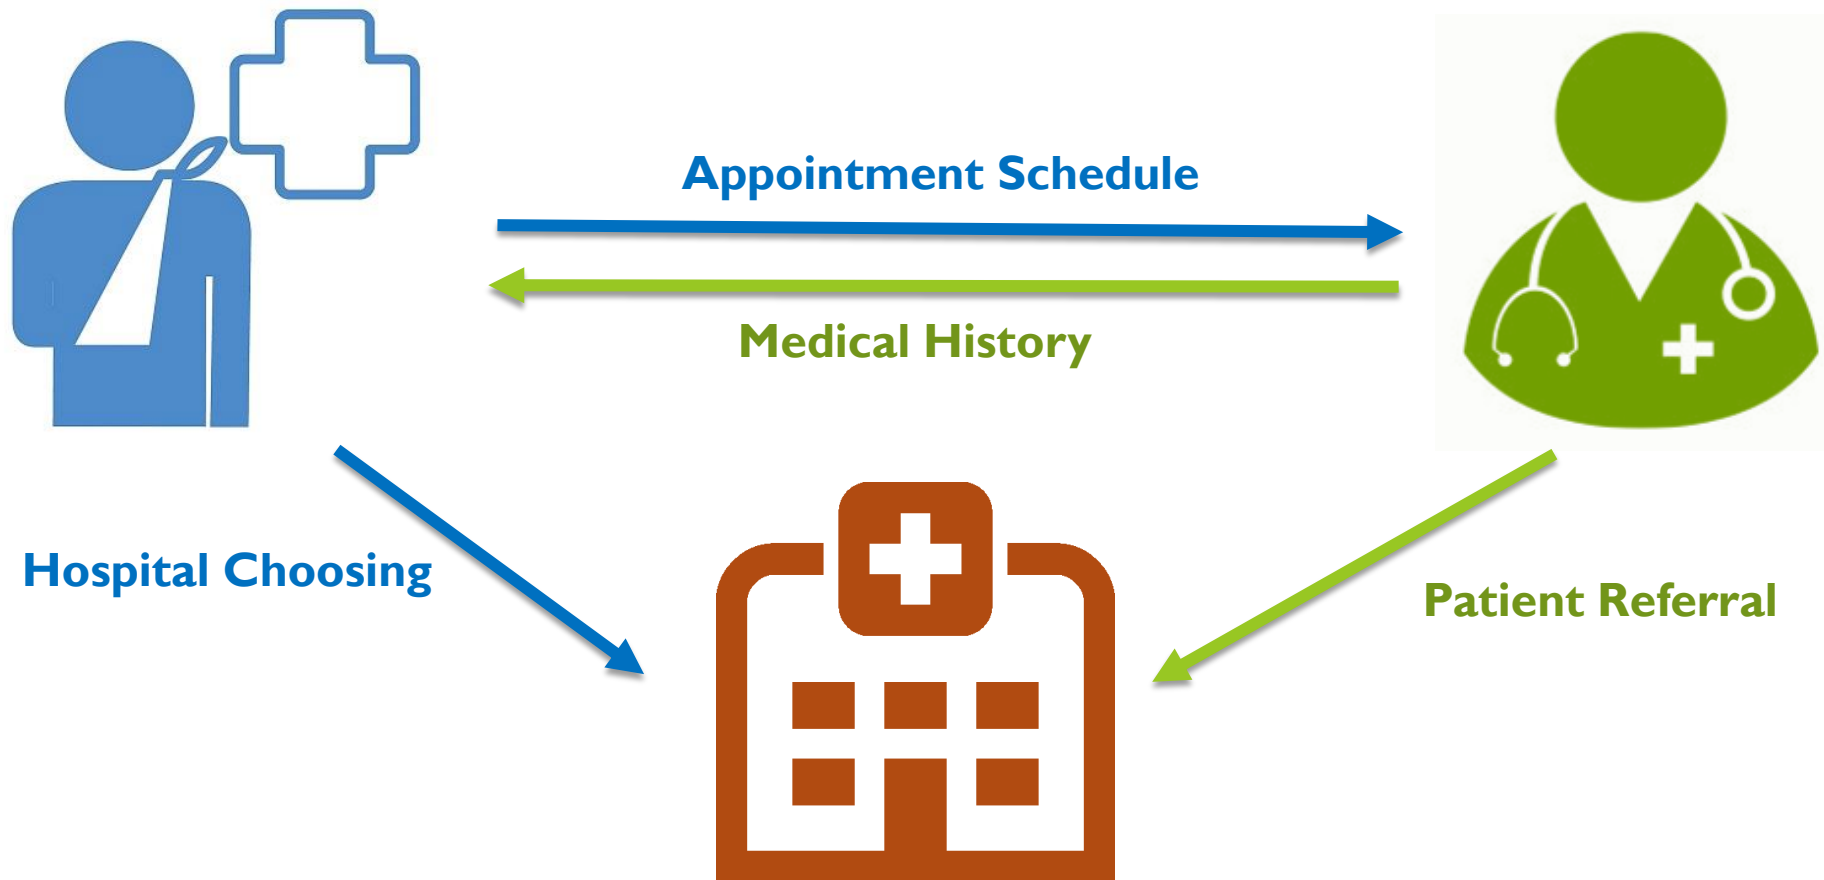 Appointment Schedule
Medical History
Hospital Choosing
Patient Referral